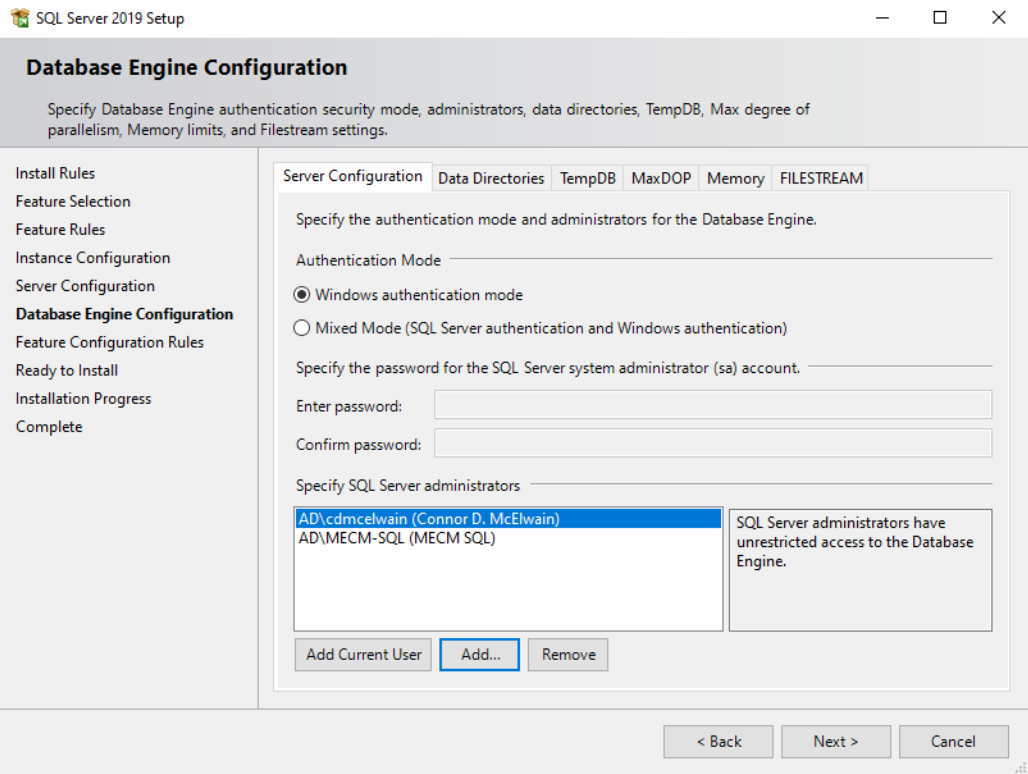 SQL Server 2019 Setup
Database Engine Configuration
Specify Database Engine authentication security mode, administrators, data directories, TempDB, Max degree of
parallelism, Memory limits, and Filestream settings.
Install Rules
Feature Selection
Feature Rules
Instance Configuration
Server Configuration
Database Engine Configuration
Feature Configuration Rules
Ready to Install
Installation Progress
Complete
Server Configuration Data Directories TempDB MaxDOP Memory FILESTREAM
Specify the authentication mode and administrators for the Database Engine.
Authentication Mode
Windows authentication mode
Mixed Mode (SQL Server authentication and Windows authentication)
Specify the password for the SQL Server system administrator (sa) account.
Enter password:
Confirm password:
Specify SQL Server administrators
AD\cdmcelwain (Connor D. McElwain)
AD\MECM-SQL (MECM SQL)
SQL Server administrators have
unrestricted access to the Database
Engine.
Add Current User Add... Remove
< Back Next > Cancel